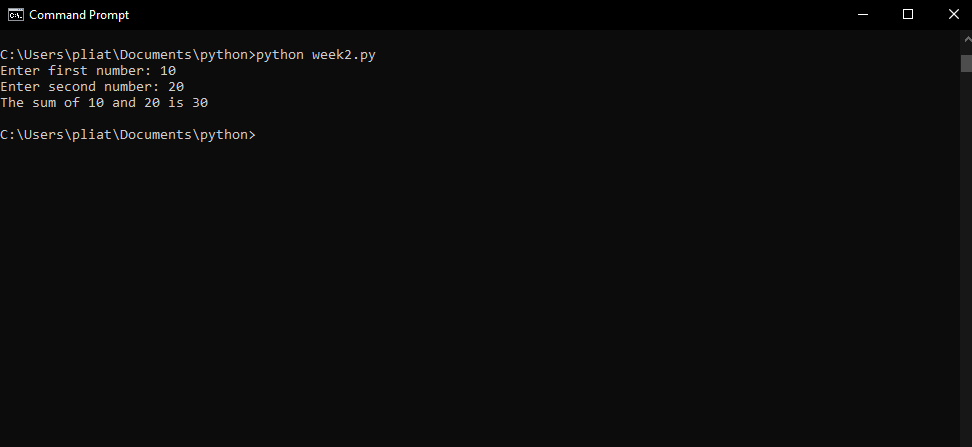 Command Prompt
C:\Users\pliat\Documents\python>python week2.py
Enter first number: 10
Enter second number: 20
The sum of 10 and 20 is 30
C:\Users\pliat\Documents\python>